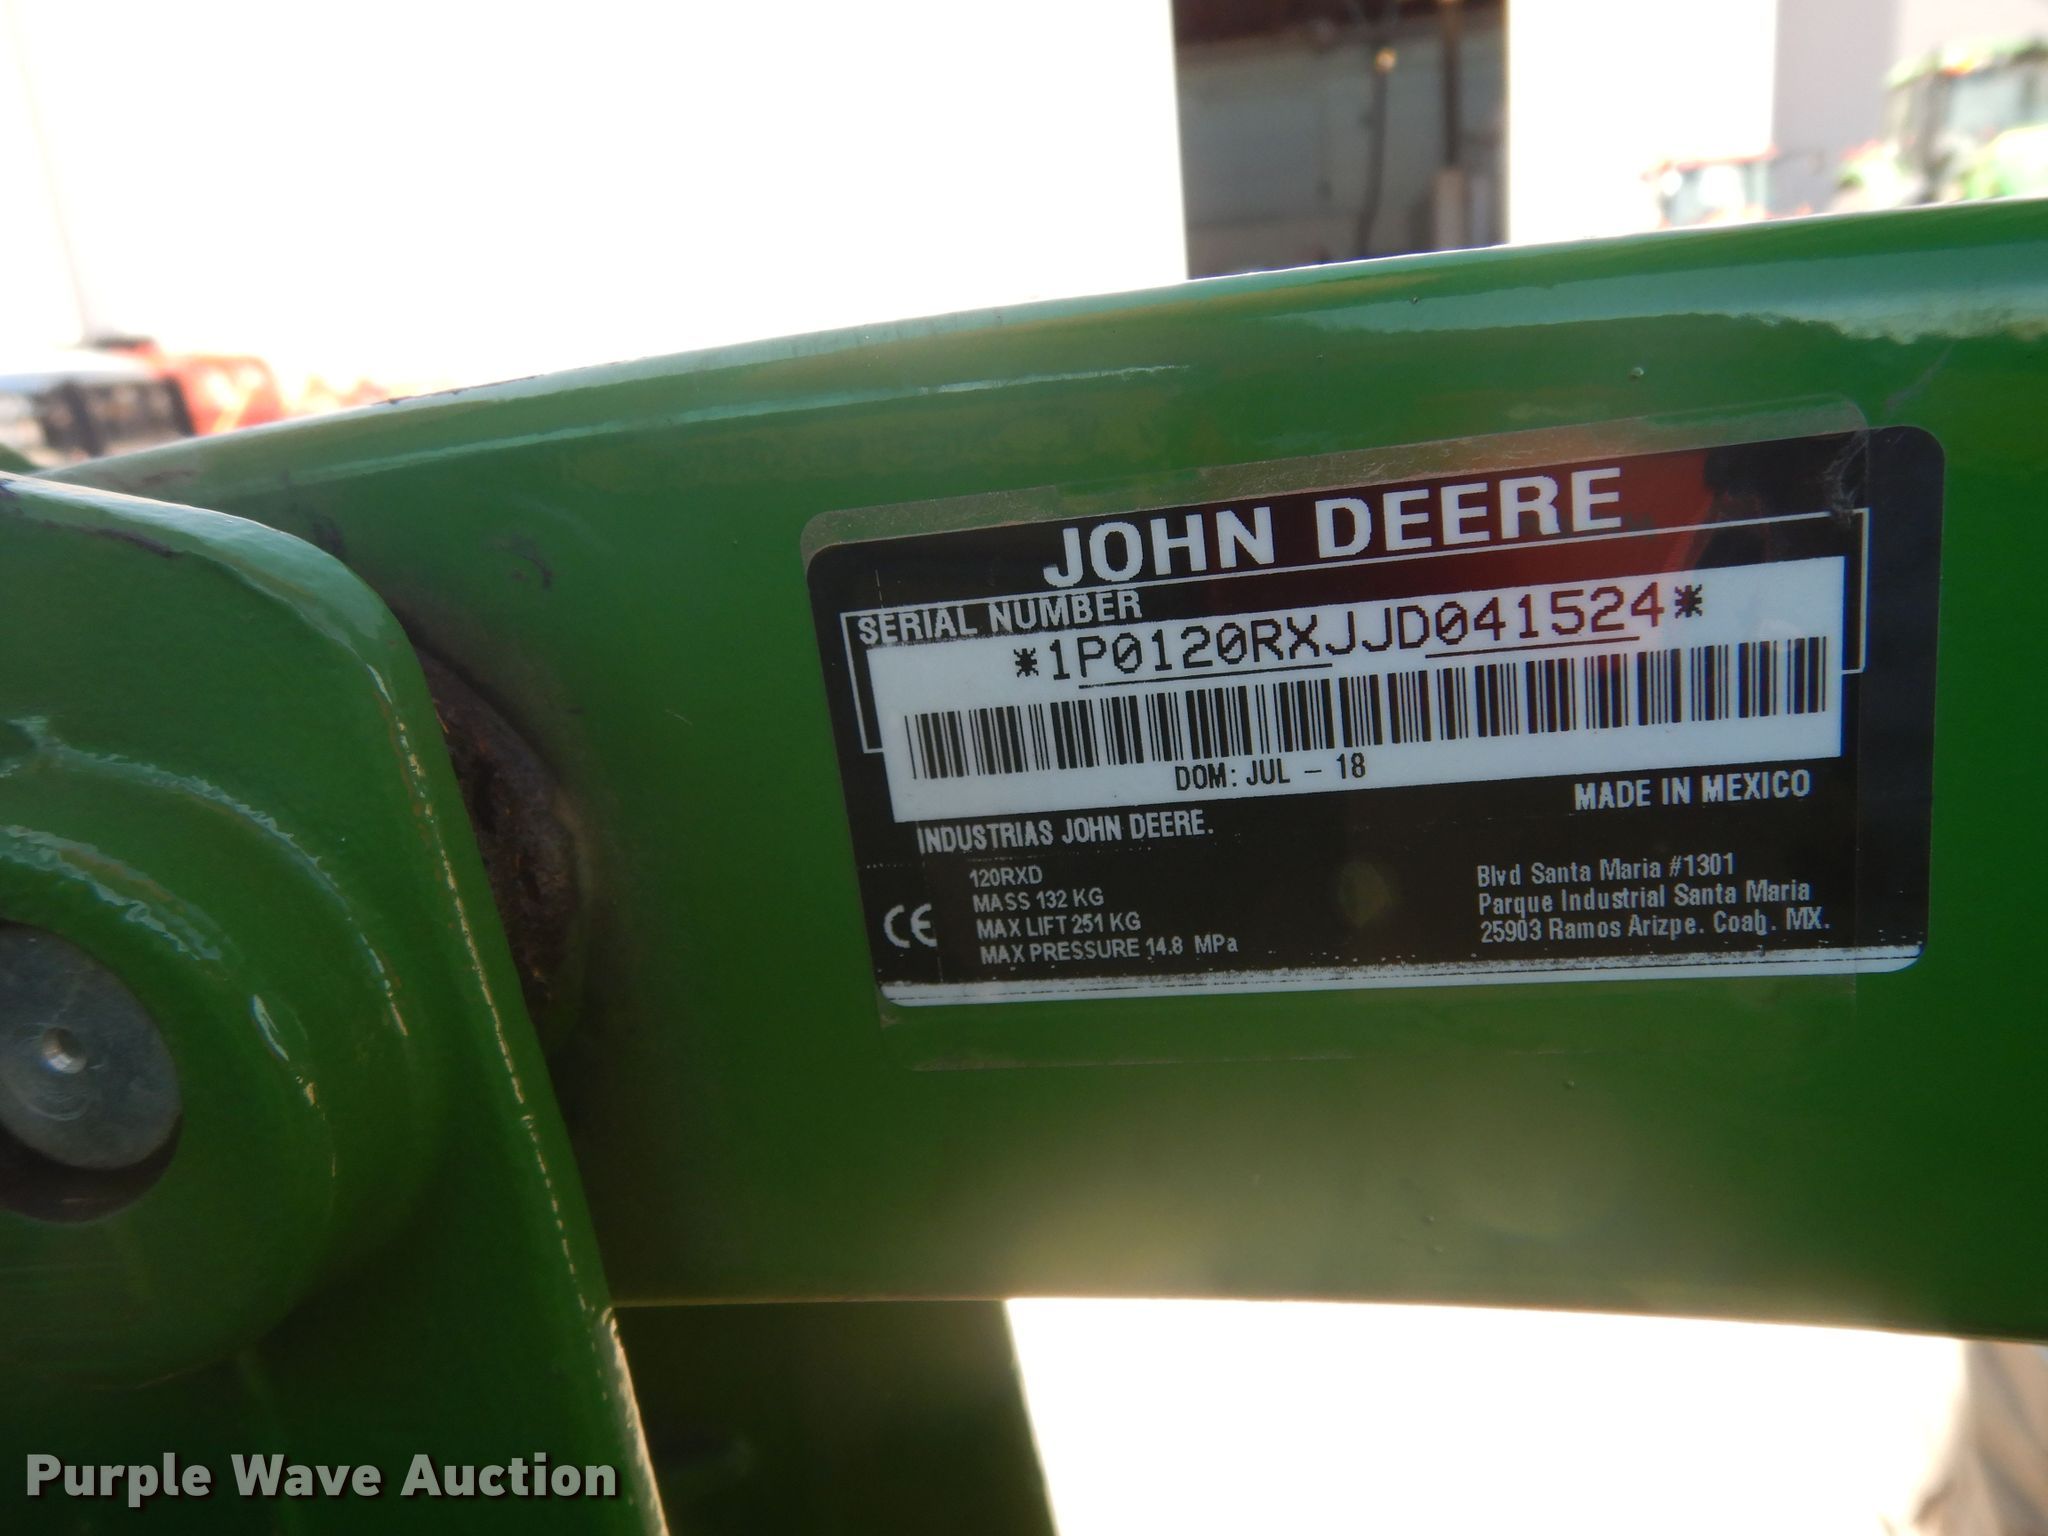 JOHN DEERE
SERIAL NUMBER
*1P0120RXJJD041524*
DOM: JUL - 18
MADE IN MEXICO
INDUSTRIAS JOHN DEERE.
120RXD
MASS 132 KG
MAX LIFT 251 KG
MAX PRESSURE 14.8 MPa
CE
Blvd Santa Maria #1301
Parque Industrial Santa Maria
25903 Ramos Arizpe. Coah. MX.
Purple Wave Auction